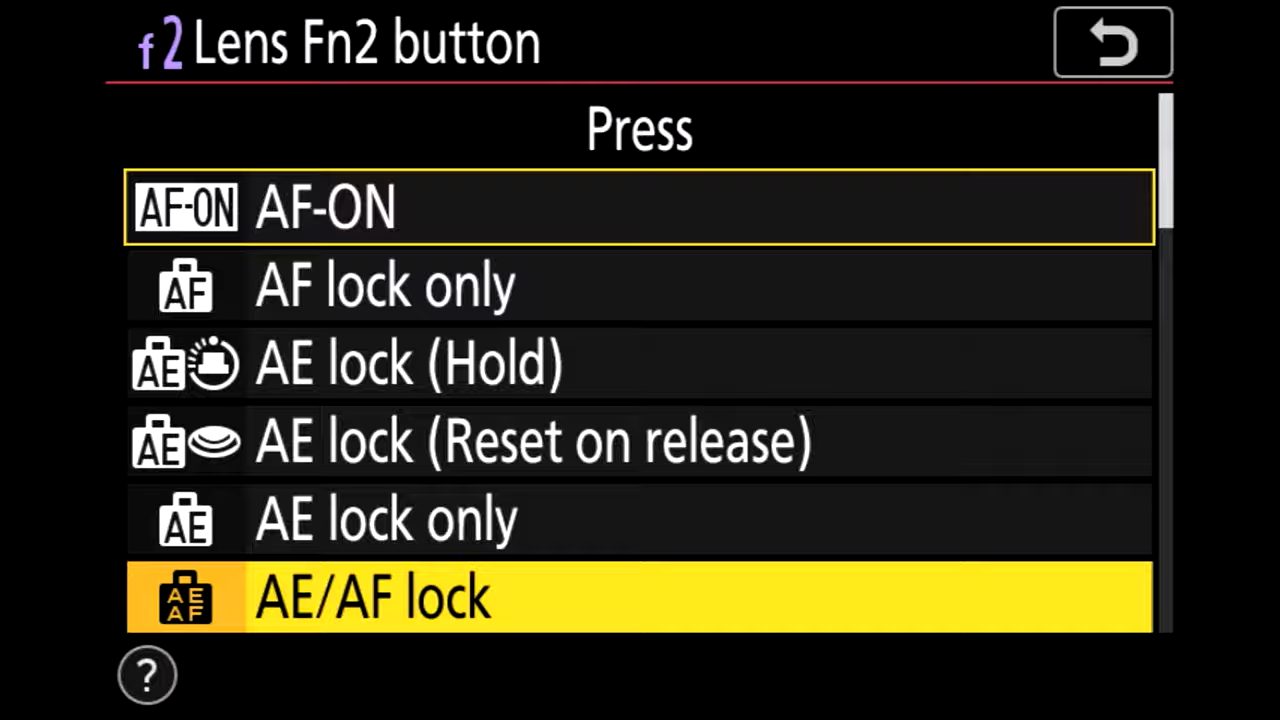 f2 Lens Fn2 button
Press
AF-ON AF-ON
AF AF lock only
AE AE lock (Hold)
AE AE lock (Reset on release)
AE AE lock only
AE AF AE/AF lock
?